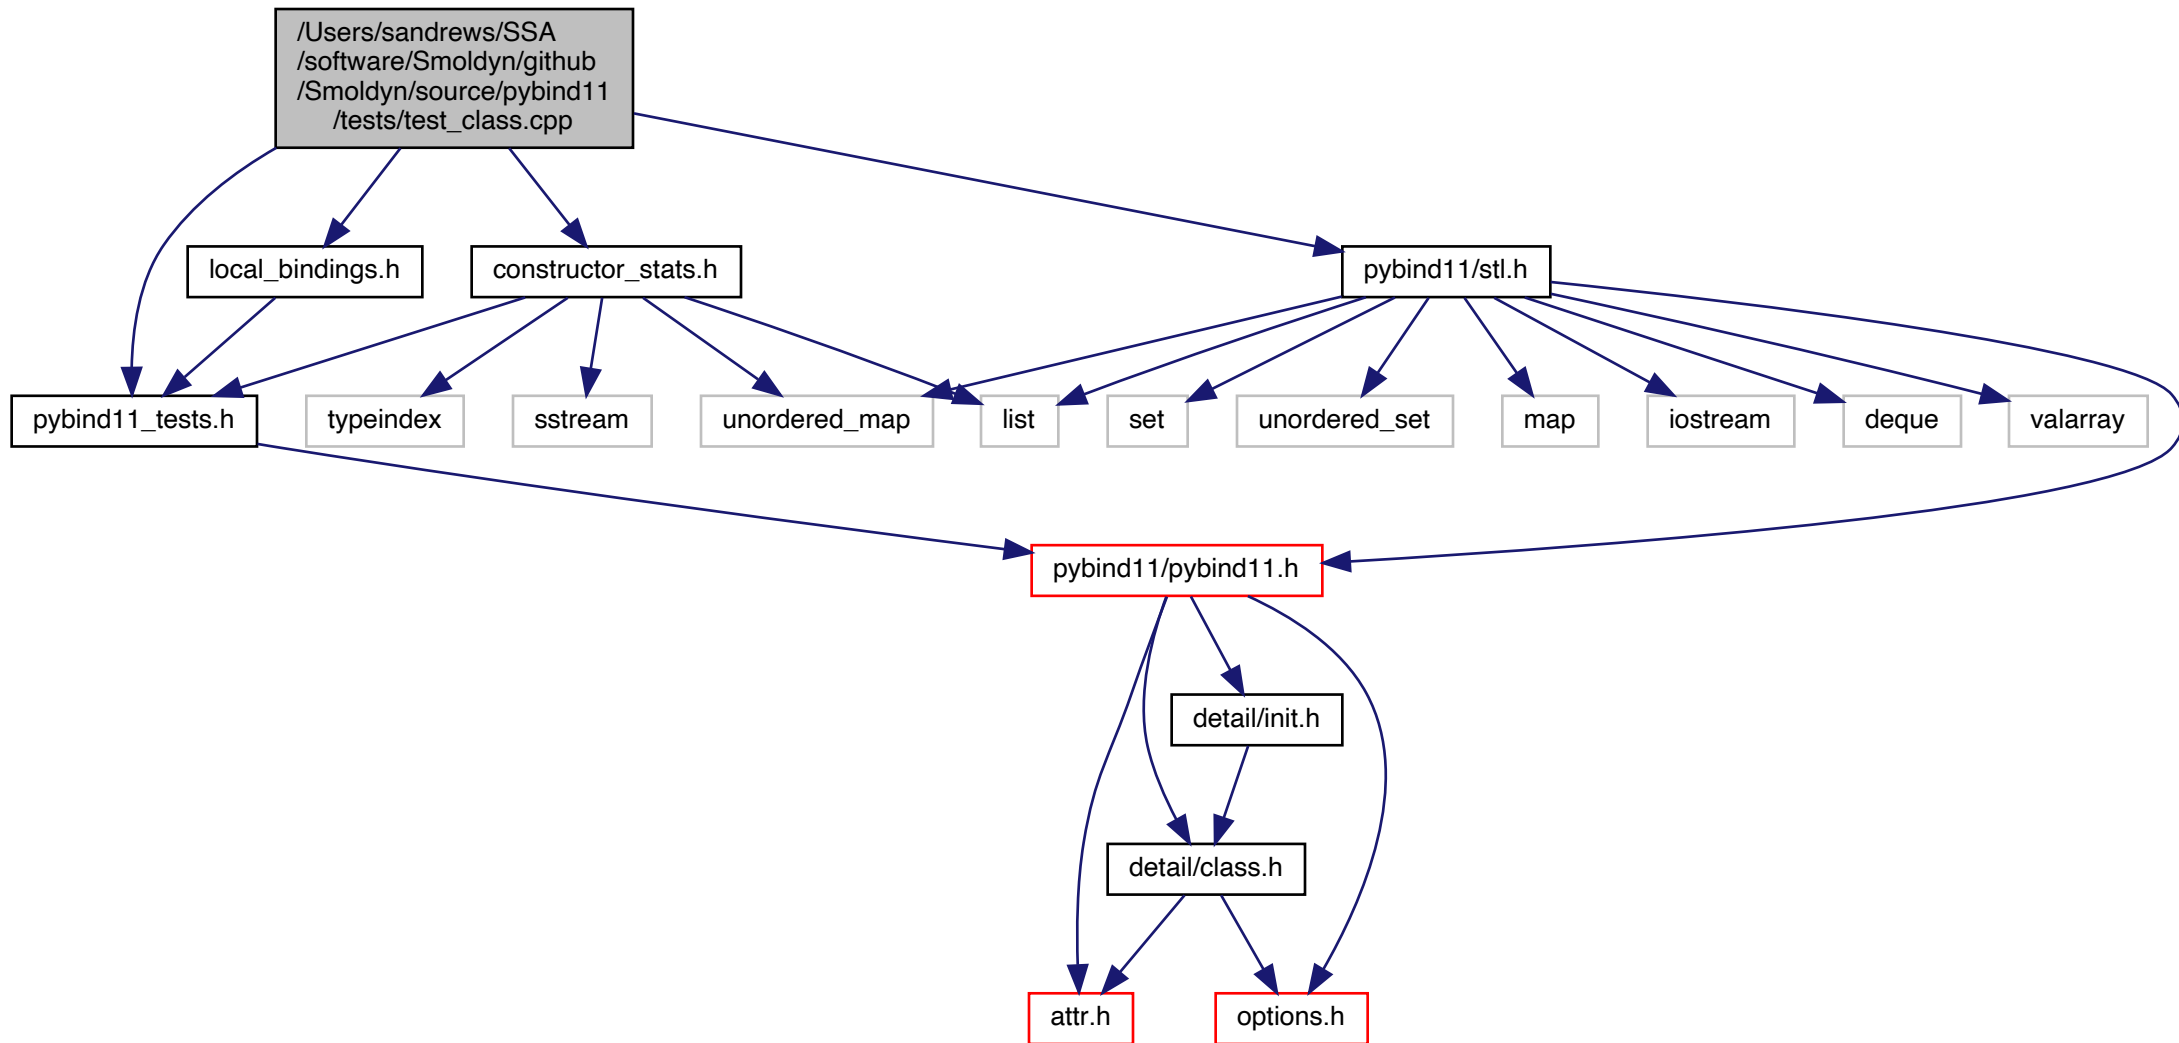 /Users/sandrews/SSA
/software/Smoldyn/github
/Smoldyn/source/pybind11
/tests/test_class.cpp
local_bindings.h
constructor_stats.h
pybind11/stl.h
pybind11_tests.h
typeindex
sstream
unordered_map
list
set
unordered_set
map
iostream
deque
valarray
pybind11/pybind11.h
detail/init.h
detail/class.h
attr.h
options.h